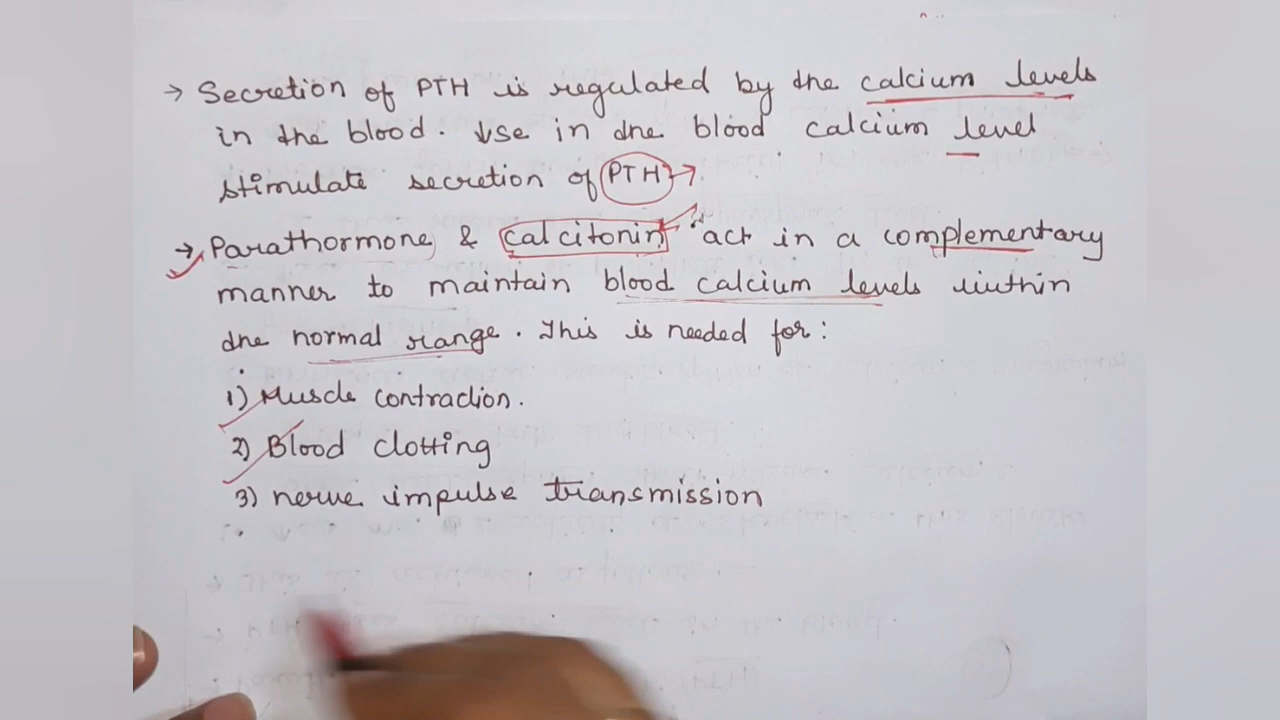 → Secretion of PTH is regulated by the calcium levels
in the blood. ↓se in the blood calcium level
stimulate secretion of PTH →
→ Parathormone & calcitonin act in a complementary
manner to maintain blood calcium levels within
the normal range. This is needed for:
1) Muscle contraction.
2) Blood clotting
3) nerve impulse transmission